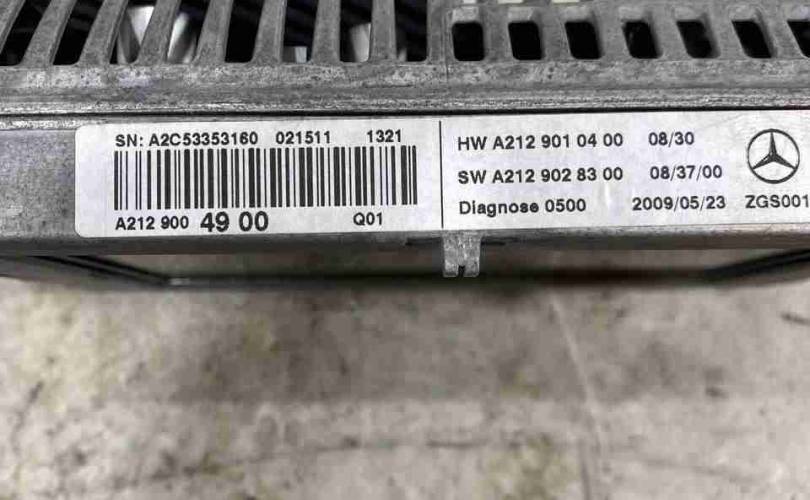 SN: A2C53353160 021511 1321
A212 900 49 00 Q01
HW A212 901 04 00 08/30
SW A212 902 83 00 08/37/00
Diagnose 0500 2009/05/23 ZGS001